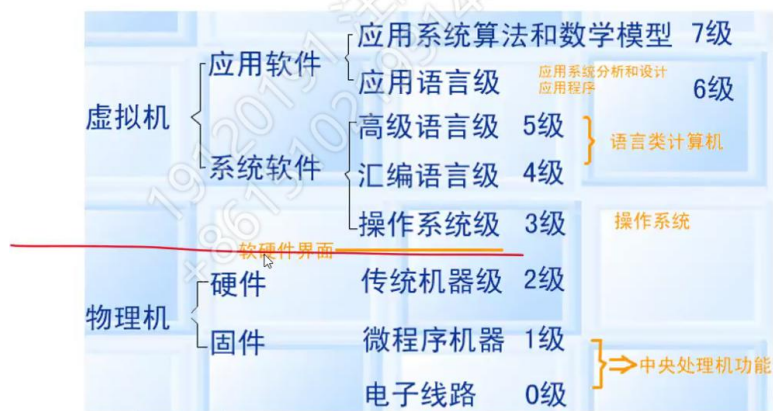 应用系统算法和数学模型 7级
应用软件
应用语言级 应用系统分析和设计
应用程序 6级
虚拟机
高级语言级 5级
语言类计算机
系统软件
汇编语言级 4级
操作系统级 3级 操作系统
软硬件界面
硬件 传统机器级 2级
物理机
固件 微程序机器 1级
中央处理机功能
电子线路 0级